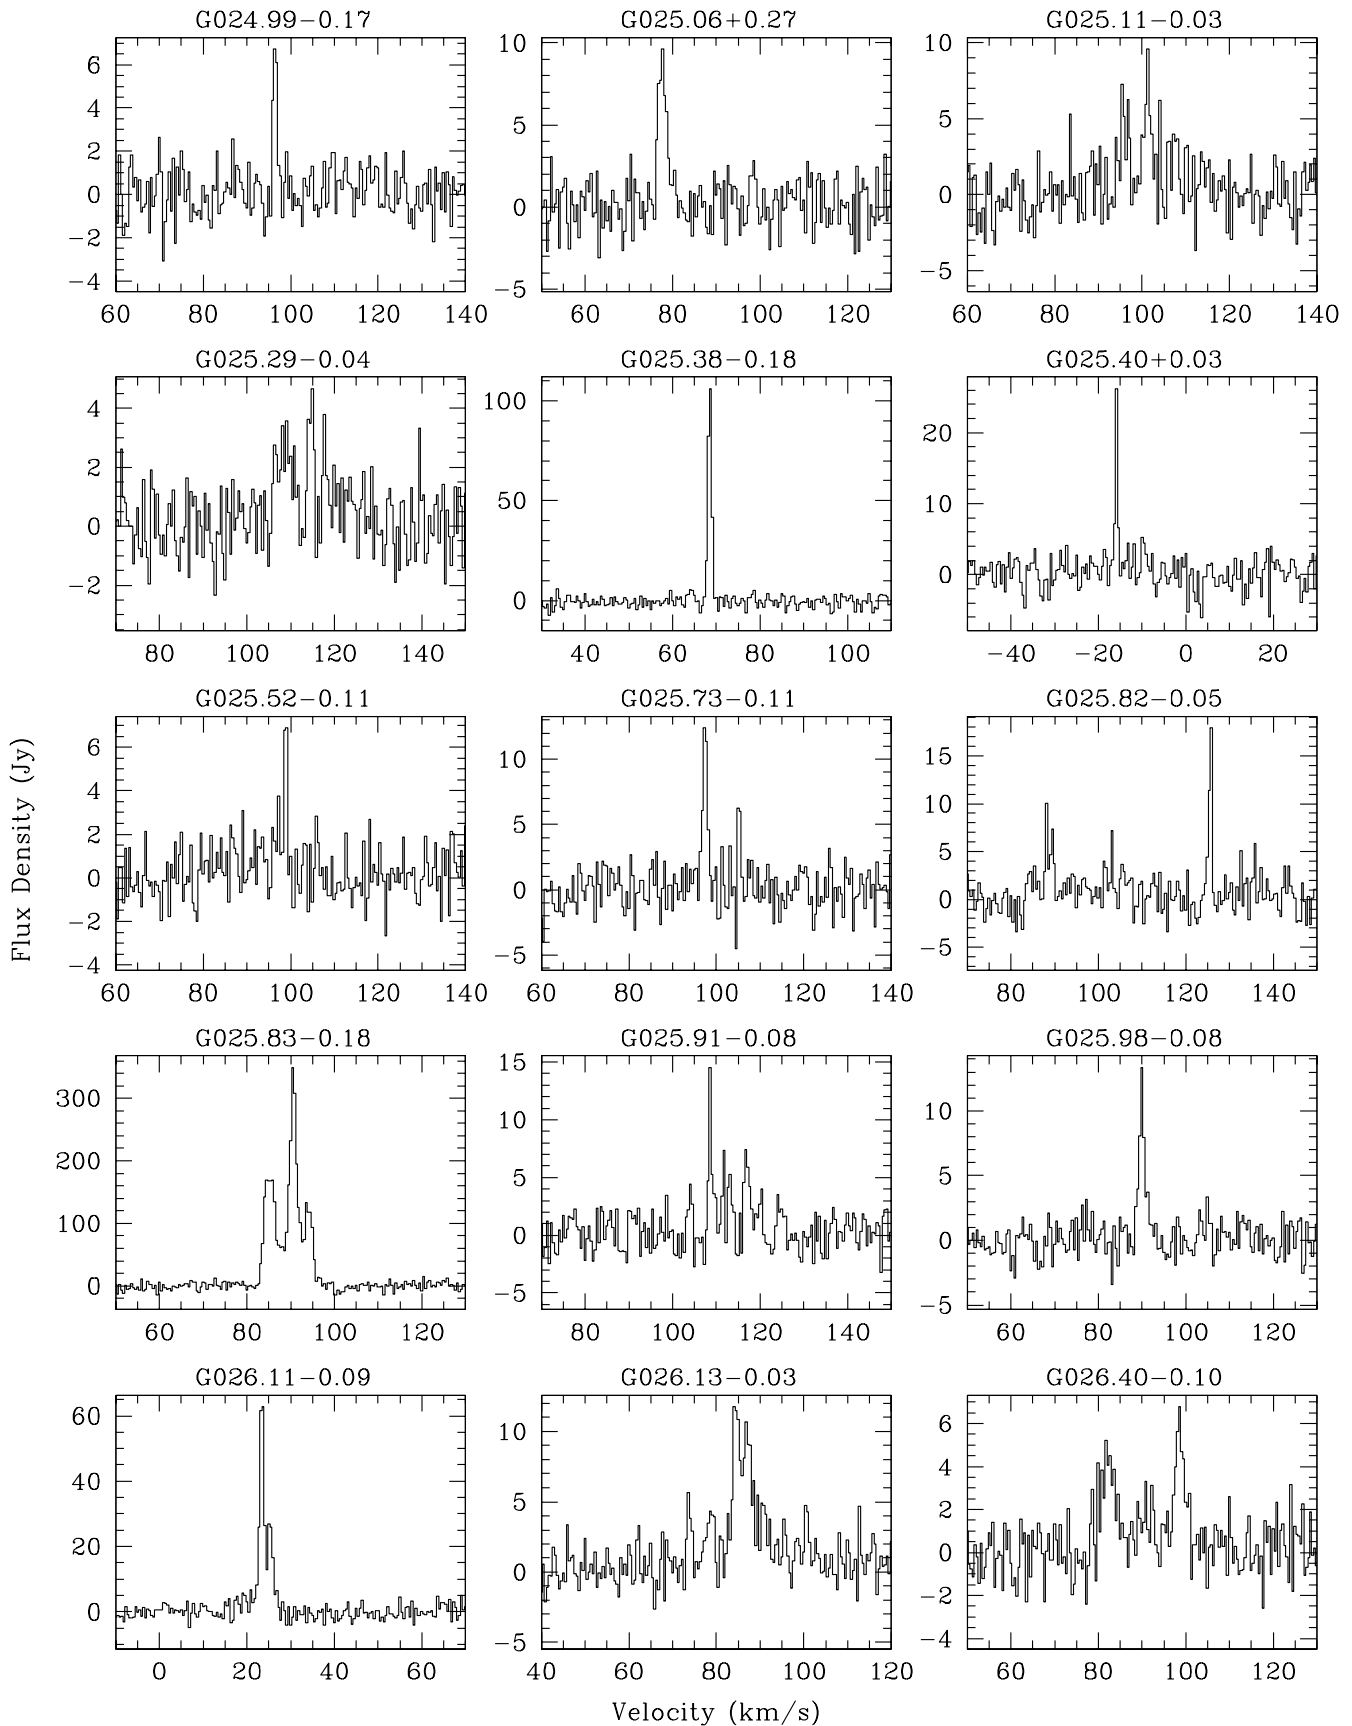 G024.99−0.17 G025.06+0.27 G025.11−0.03
6 4 2 0 −2 −4
10 5 0 −5
10 5 0 −5
60 80 100 120 140 60 80 100 120 60 80 100 120 140
G025.29−0.04 G025.38−0.18 G025.40+0.03
4 2 0 −2
100 50 0
20 10 0
80 100 120 140 40 60 80 100 −40 −20 0 20
G025.52−0.11 G025.73−0.11 G025.82−0.05
6 4 2 0 −2 −4
10 5 0 −5
15 10 5 0 −5
60 80 100 120 140 60 80 100 120 140 80 100 120 140
Flux Density (Jy)
G025.83−0.18 G025.91−0.08 G025.98−0.08
300 200 100 0
15 10 5 0 −5
10 5 0 −5
60 80 100 120 80 100 120 140 60 80 100 120
G026.11−0.09 G026.13−0.03 G026.40−0.10
60 40 20 0
10 5 0 −5
6 4 2 0 −2 −4
0 20 40 60 40 60 80 100 120 60 80 100 120
Velocity (km/s)